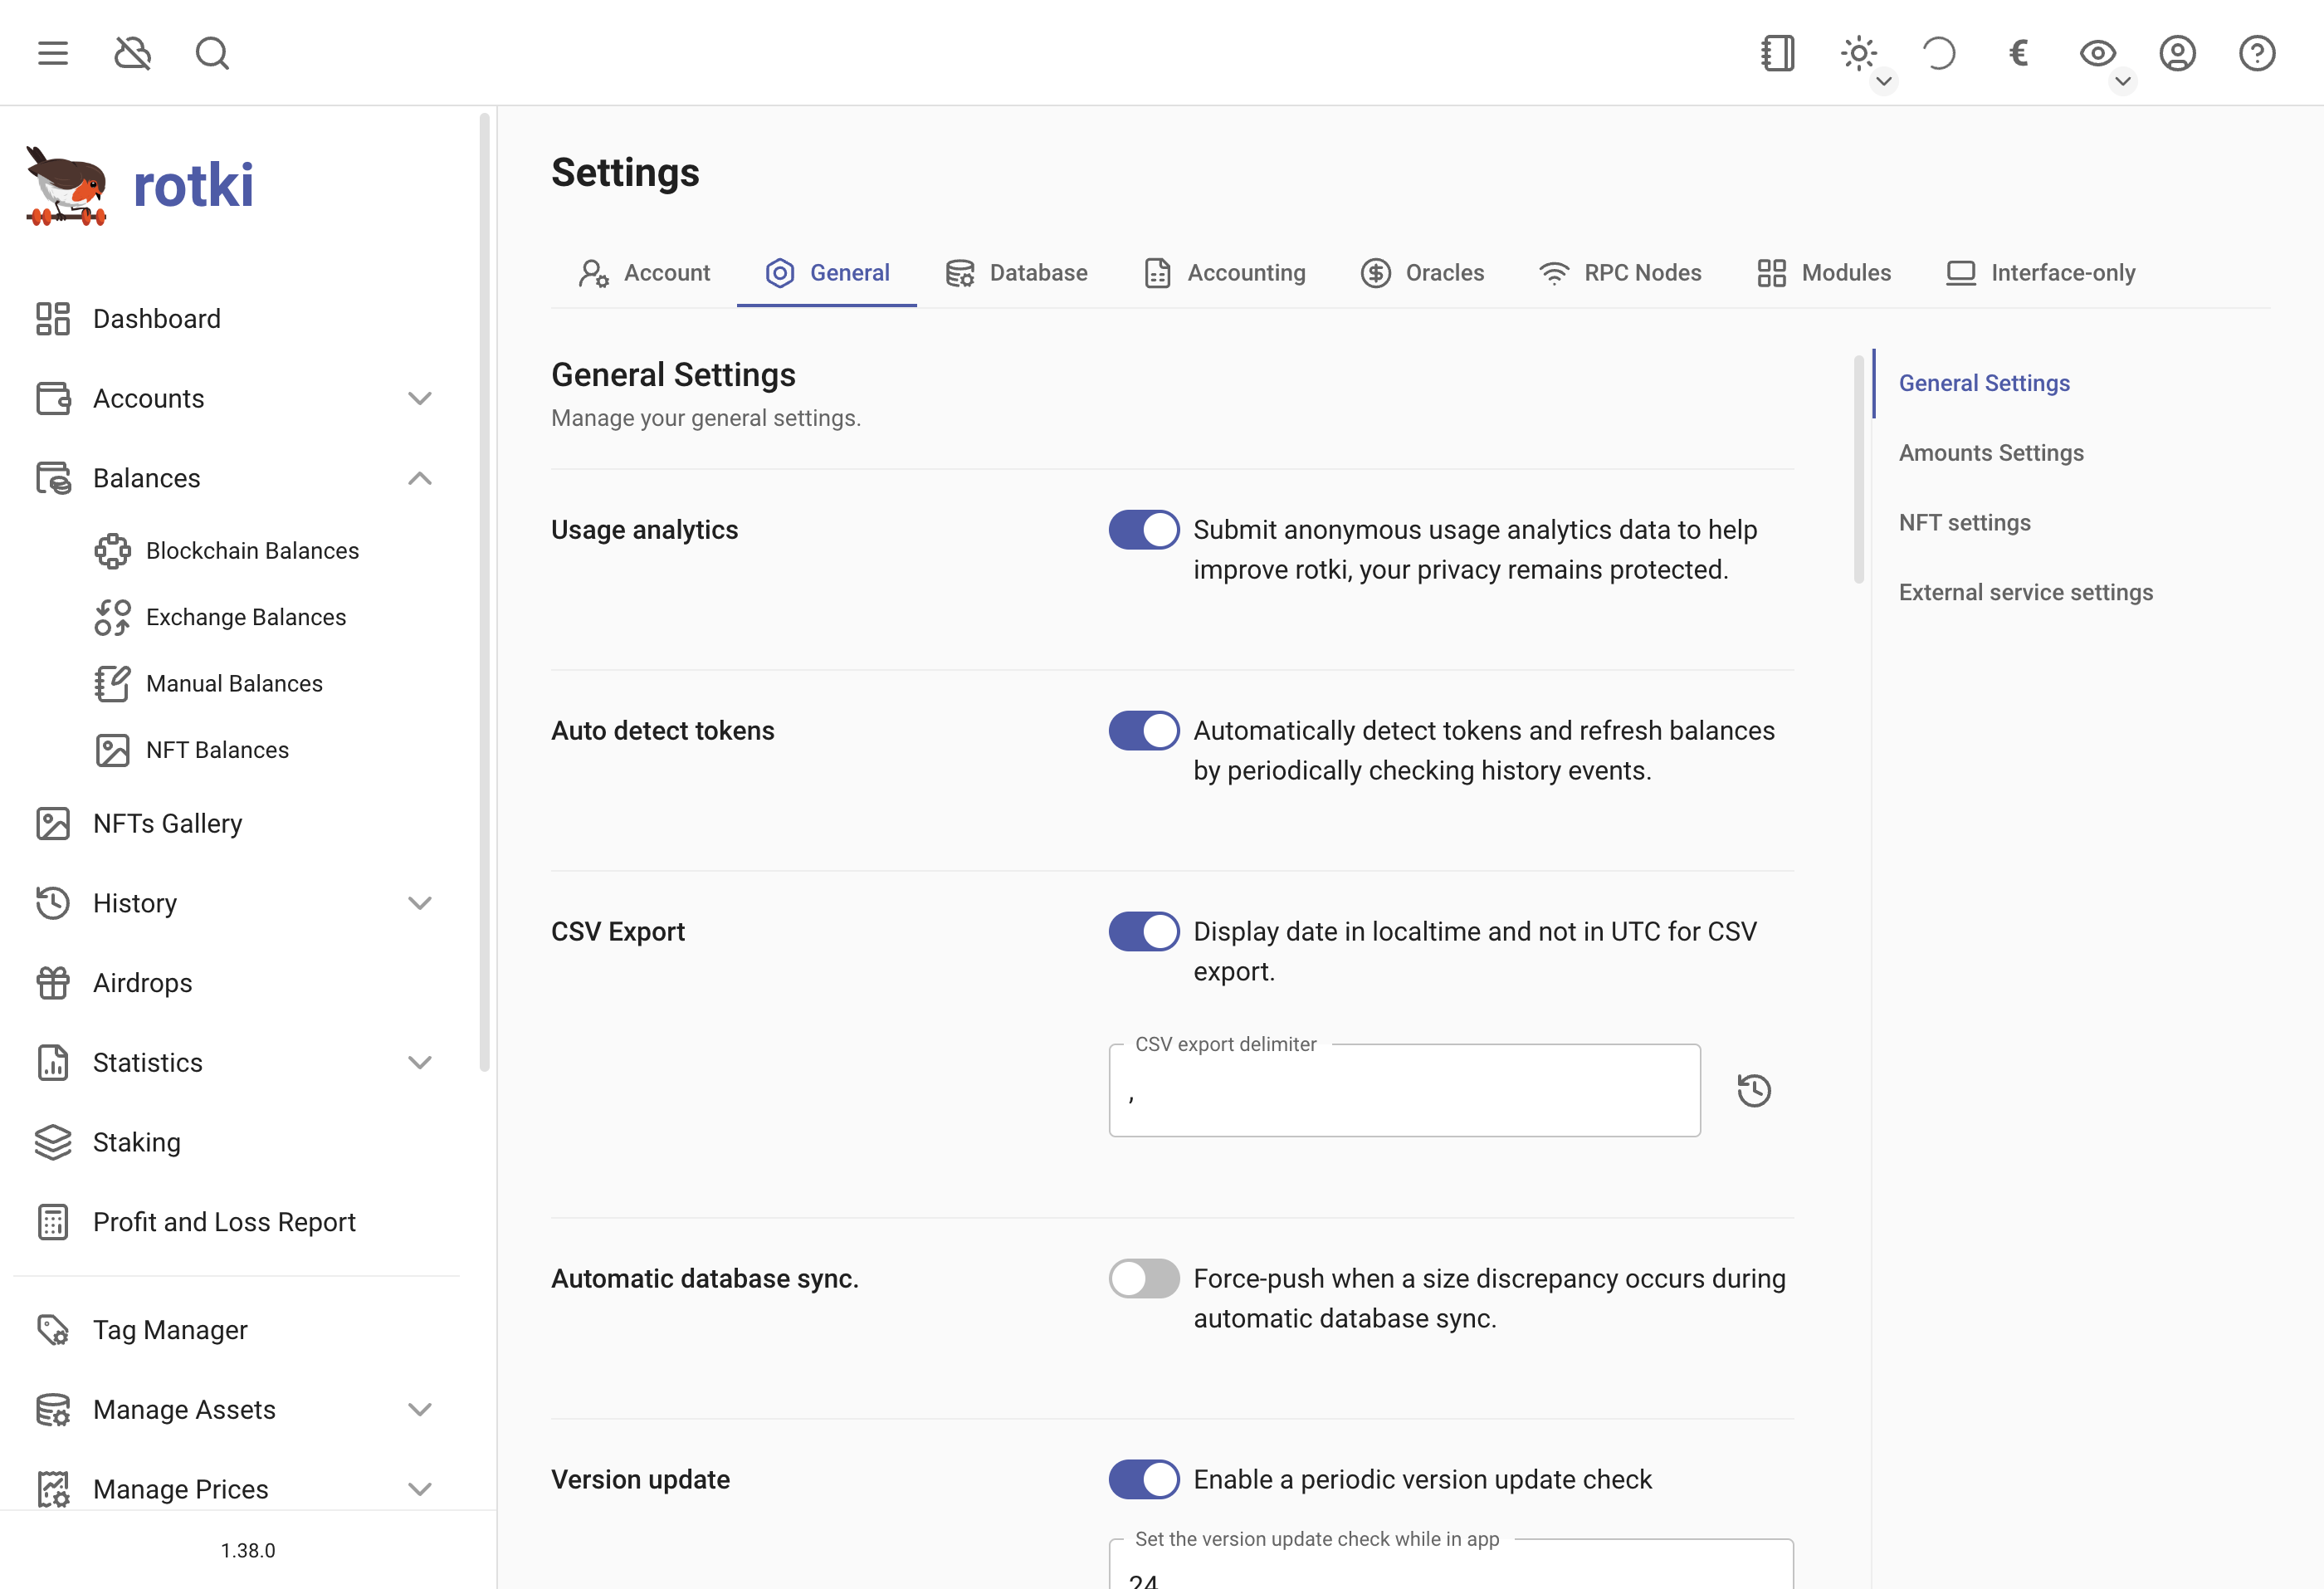 €
rotki
Dashboard
Accounts
Balances
Blockchain Balances
Exchange Balances
Manual Balances
NFT Balances
NFTs Gallery
History
Airdrops
Statistics
Staking
Profit and Loss Report
Tag Manager
Manage Assets
Manage Prices
1.38.0
Settings
Account
General
Database
Accounting
Oracles
RPC Nodes
Modules
Interface-only
General Settings
Manage your general settings.
Usage analytics
Submit anonymous usage analytics data to help
improve rotki, your privacy remains protected.
Auto detect tokens
Automatically detect tokens and refresh balances
by periodically checking history events.
CSV Export
Display date in localtime and not in UTC for CSV
export.
CSV export delimiter
,
Automatic database sync.
Force-push when a size discrepancy occurs during
automatic database sync.
Version update
Enable a periodic version update check
Set the version update check while in app
24
General Settings
Amounts Settings
NFT settings
External service settings